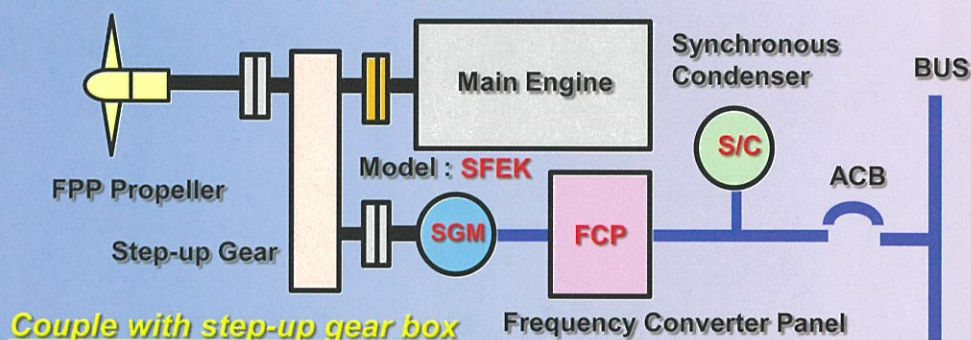 Synchronous
Condenser
BUS
Main Engine
S/C
Model : SFEK
ACB
FPP Propeller
SGM
FCP
Step-up Gear
Couple with step-up gear box
Frequency Converter Panel